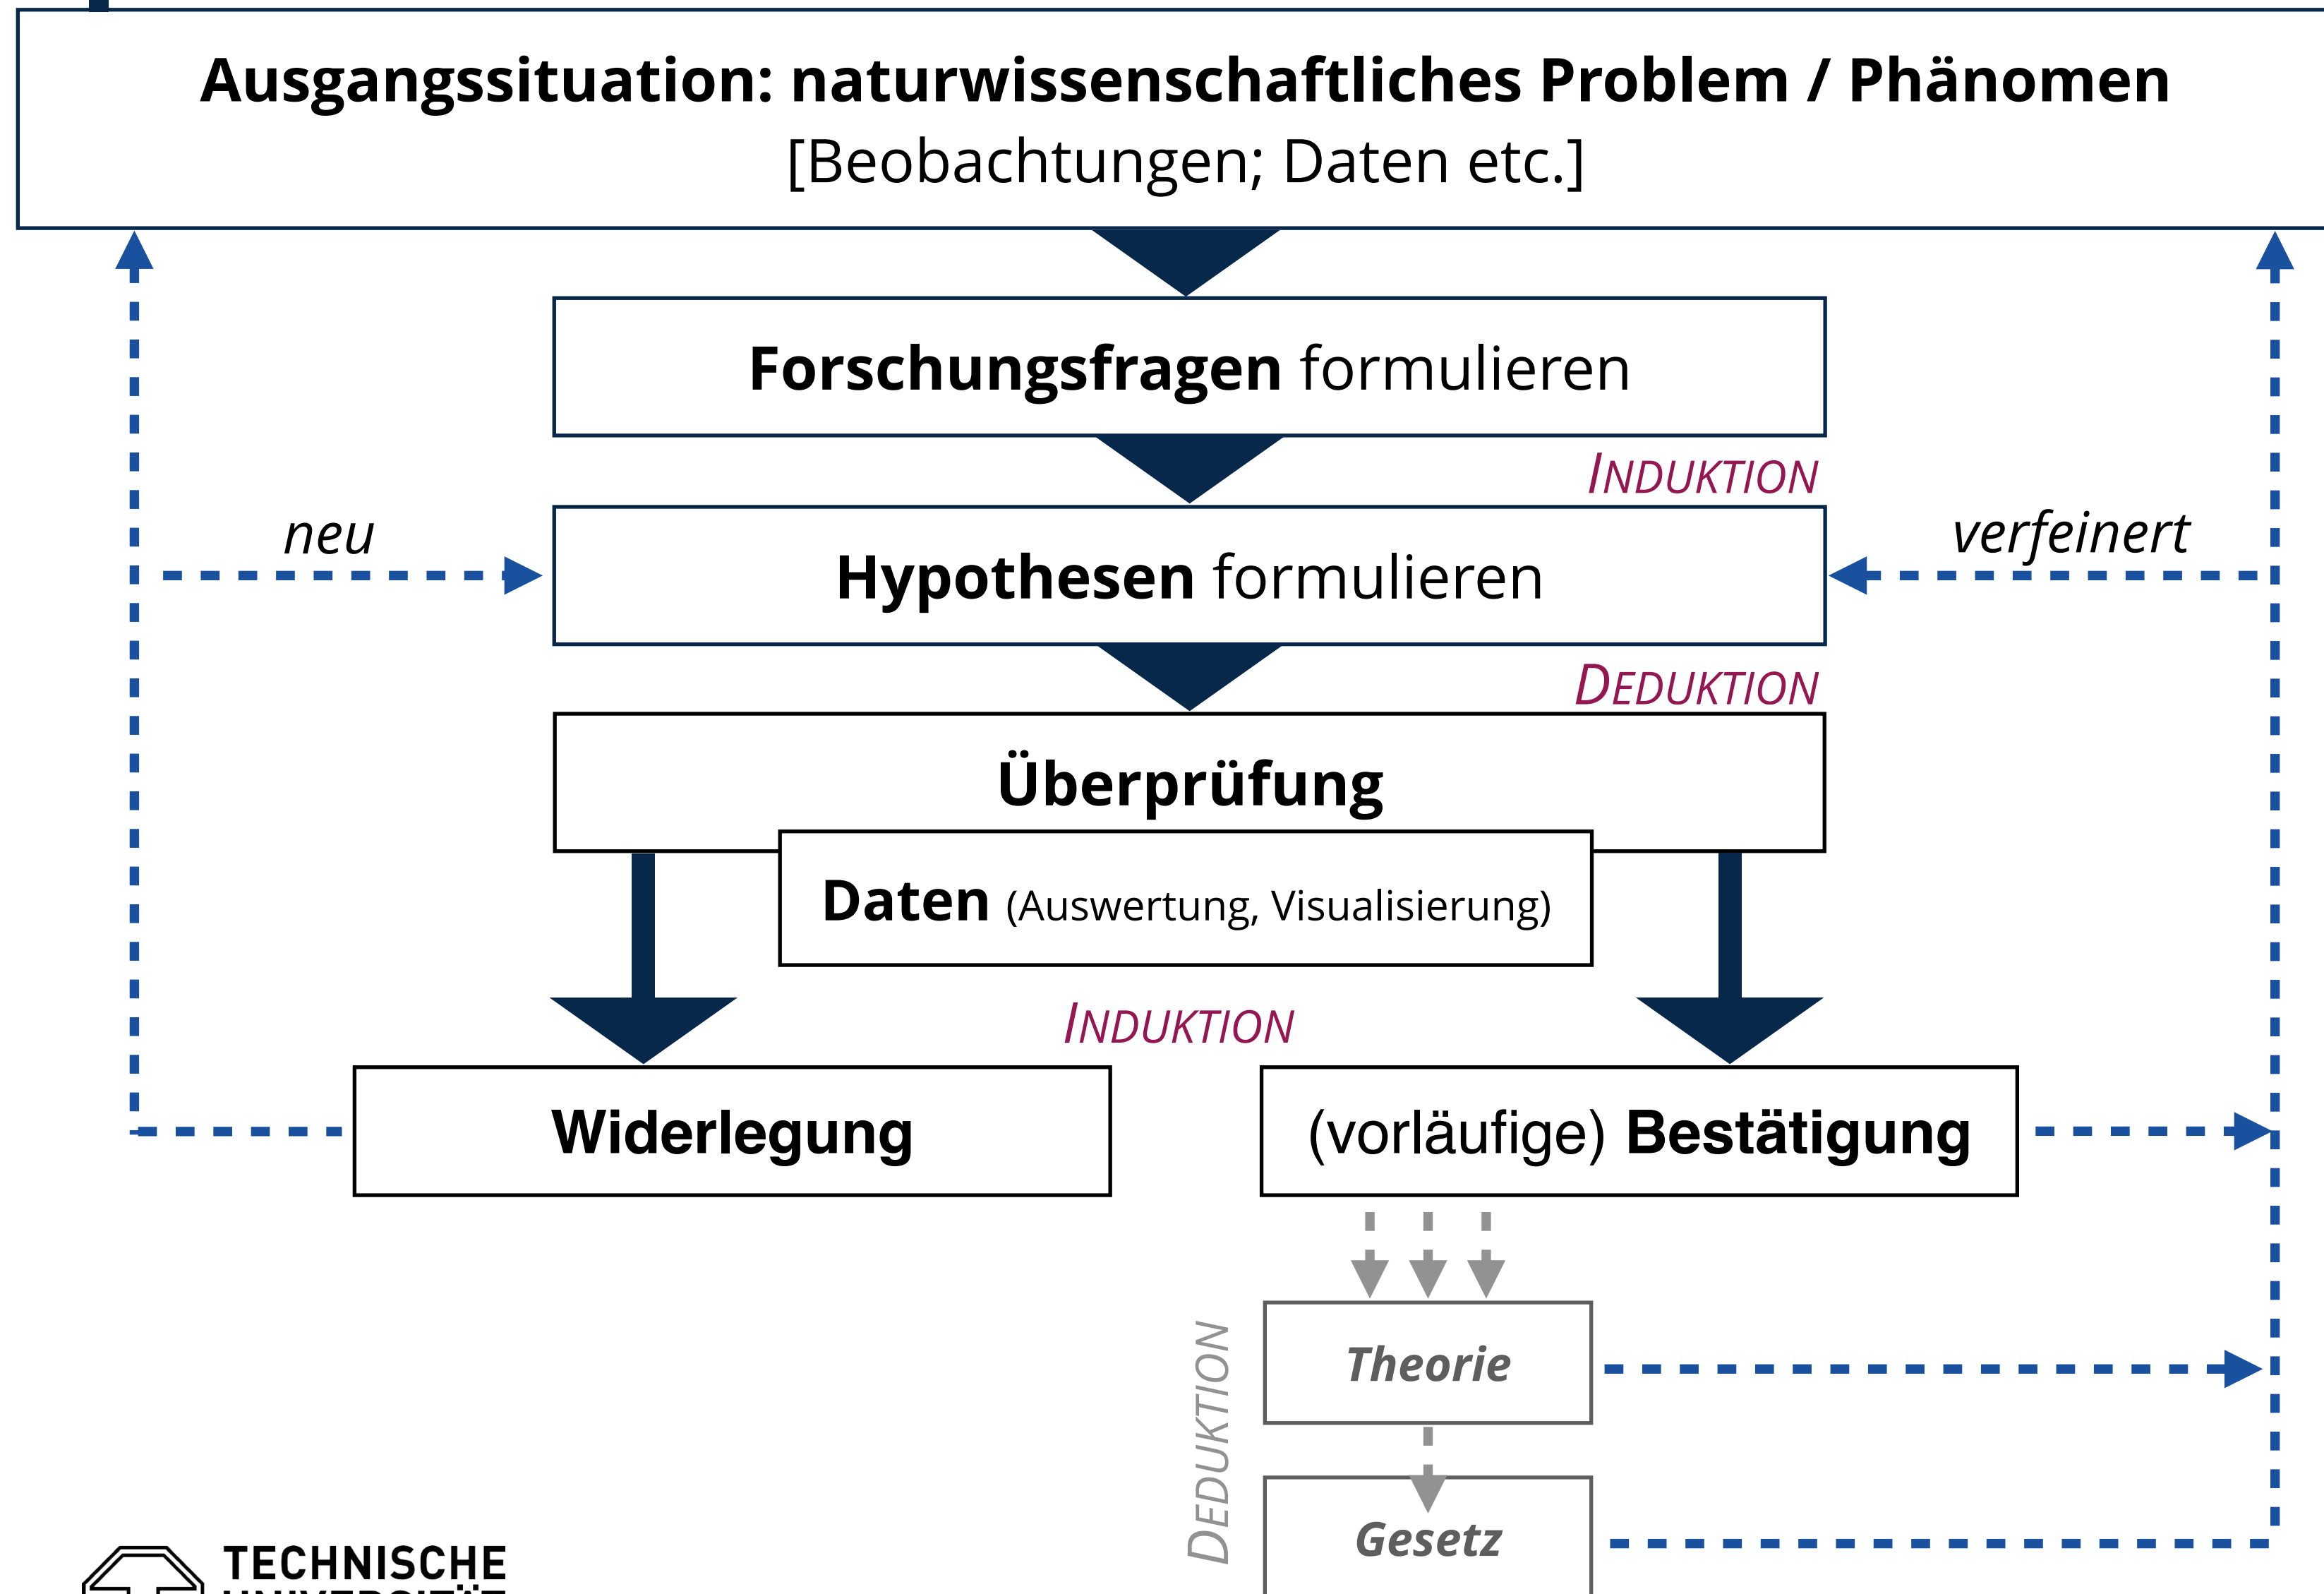 Ausgangssituation: naturwissenschaftliches Problem / Phänomen
[Beobachtungen; Daten etc.]
Forschungsfragen formulieren
INDUKTION
neu
verfeinert
Hypothesen formulieren
DEDUKTION
Überprüfung
Daten (Auswertung, Visualisierung)
INDUKTION
Widerlegung
(vorläufige) Bestätigung
DEDUKTION
Theorie
Gesetz
TECHNISCHE
UNIVERSITÄT